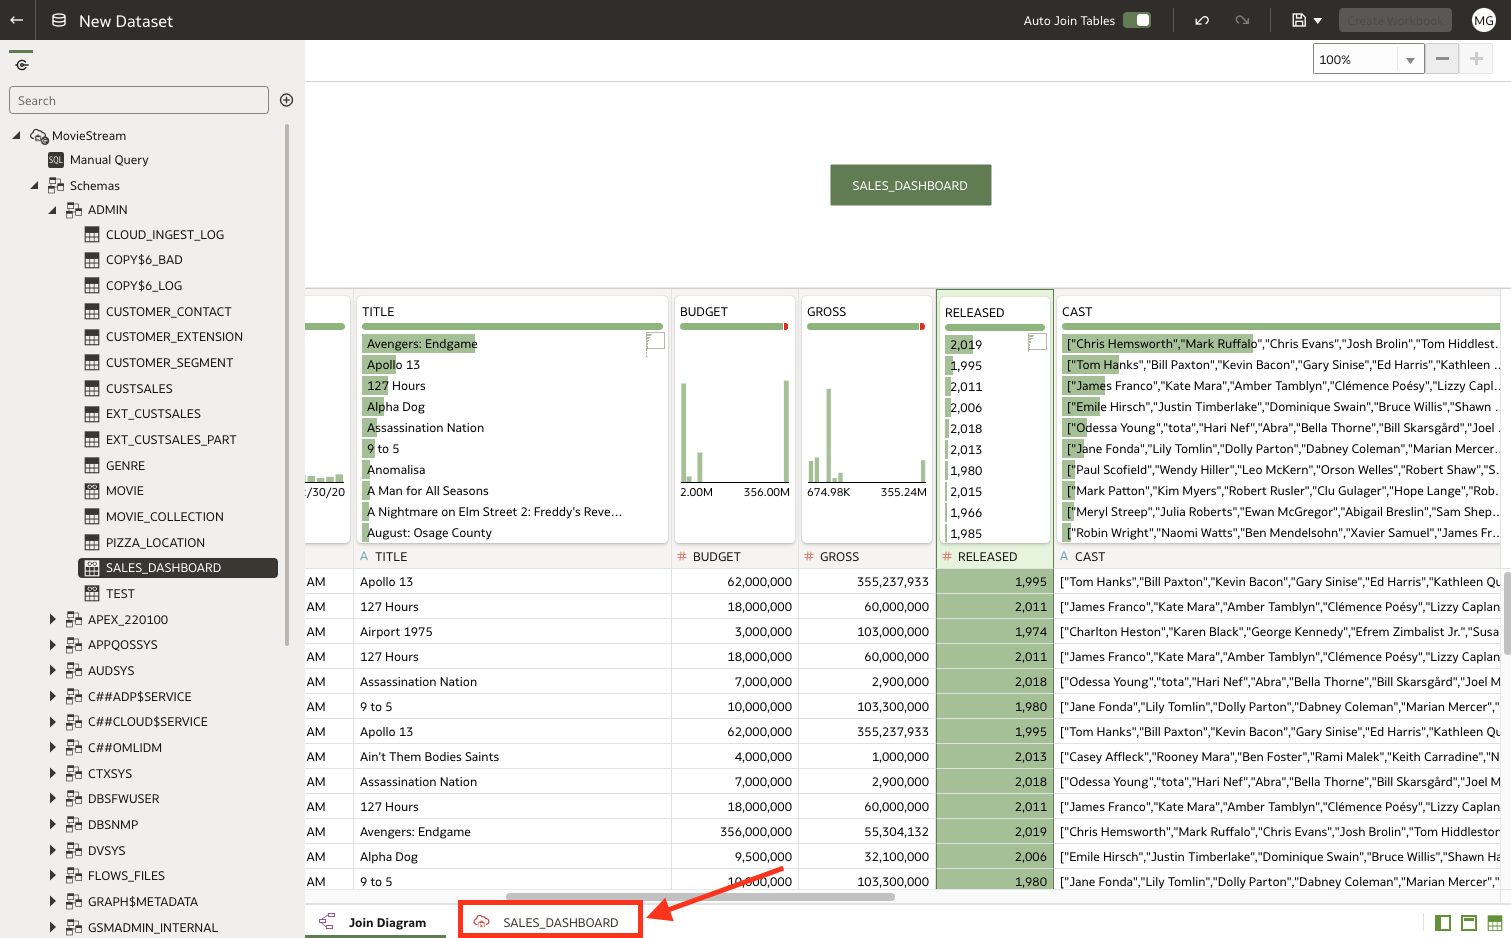 New Dataset
Auto Join Tables
Create Workbook
MG
100%
Search
MovieStream
SQL Manual Query
Schemas
ADMIN
CLOUD_INGEST_LOG
COPY$6_BAD
COPY$6_LOG
CUSTOMER_CONTACT
CUSTOMER_EXTENSION
CUSTOMER_SEGMENT
CUSTSALES
EXT_CUSTSALES
EXT_CUSTSALES_PART
GENRE
MOVIE
MOVIE_COLLECTION
PIZZA_LOCATION
SALES_DASHBOARD
TEST
APEX_220100
APPQOSSYS
AUDSYS
C##ADP$SERVICE
C##CLOUD$SERVICE
C##OMLIDM
CTXSYS
DBSFWUSER
DBSNMP
DVSYS
FLOWS_FILES
GRAPH$METADATA
GSMADMIN_INTERNAL
SALES_DASHBOARD
/30/20
TITLE
Avengers: Endgame
Apollo 13
127 Hours
Alpha Dog
Assassination Nation
9 to 5
Anomalisa
A Man for All Seasons
A Nightmare on Elm Street 2: Freddy's Reve...
August: Osage County
BUDGET
2.00M 356.00M
GROSS
674.98K 355.24M
RELEASED
2,019
1,995
2,011
2,006
2,018
2,013
1,980
2,015
1,966
1,985
CAST
["Chris Hemsworth","Mark Ruffalo","Chris Evans","Josh Brolin","Tom Hiddlest...
["Tom Hanks","Bill Paxton","Kevin Bacon","Gary Sinise","Ed Harris","Kathleen ...
["James Franco","Kate Mara","Amber Tamblyn","Clémence Poésy","Lizzy Capl...
["Emile Hirsch","Justin Timberlake","Dominique Swain","Bruce Willis","Shawn ...
["Odessa Young","tota","Hari Nef","Abra","Bella Thorne","Bill Skarsgård","Joel ...
["Jane Fonda","Lily Tomlin","Dolly Parton","Dabney Coleman","Marian Mercer...
["Paul Scofield","Wendy Hiller","Leo McKern","Orson Welles","Robert Shaw","S...
["Mark Patton","Kim Myers","Robert Rusler","Clu Gulager","Hope Lange","Rob...
["Meryl Streep","Julia Roberts","Ewan McGregor","Abigail Breslin","Sam Shep...
["Robin Wright","Naomi Watts","Ben Mendelsohn","Xavier Samuel","James Fr...
A TITLE # BUDGET # GROSS # RELEASED A CAST
AM Apollo 13 62,000,000 355,237,933 1,995 ["Tom Hanks","Bill Paxton","Kevin Bacon","Gary Sinise","Ed Harris","Kathleen Qu
AM 127 Hours 18,000,000 60,000,000 2,011 ["James Franco","Kate Mara","Amber Tamblyn","Clémence Poésy","Lizzy Caplan
AM Airport 1975 3,000,000 103,000,000 1,974 ["Charlton Heston","Karen Black","George Kennedy","Efrem Zimbalist Jr.","Susa
AM 127 Hours 18,000,000 60,000,000 2,011 ["James Franco","Kate Mara","Amber Tamblyn","Clémence Poésy","Lizzy Caplan
AM Assassination Nation 7,000,000 2,900,000 2,018 ["Odessa Young","tota","Hari Nef","Abra","Bella Thorne","Bill Skarsgård","Joel M
AM 9 to 5 10,000,000 103,300,000 1,980 ["Jane Fonda","Lily Tomlin","Dolly Parton","Dabney Coleman","Marian Mercer","
AM Apollo 13 62,000,000 355,237,933 1,995 ["Tom Hanks","Bill Paxton","Kevin Bacon","Gary Sinise","Ed Harris","Kathleen Qu
AM Ain't Them Bodies Saints 4,000,000 1,000,000 2,013 ["Casey Affleck","Rooney Mara","Ben Foster","Rami Malek","Keith Carradine","N
AM Assassination Nation 7,000,000 2,900,000 2,018 ["Odessa Young","tota","Hari Nef","Abra","Bella Thorne","Bill Skarsgård","Joel M
AM 127 Hours 18,000,000 60,000,000 2,011 ["James Franco","Kate Mara","Amber Tamblyn","Clémence Poésy","Lizzy Caplan
AM Avengers: Endgame 356,000,000 55,304,132 2,019 ["Chris Hemsworth","Mark Ruffalo","Chris Evans","Josh Brolin","Tom Hiddleston
AM Alpha Dog 9,500,000 32,100,000 2,006 ["Emile Hirsch","Justin Timberlake","Dominique Swain","Bruce Willis","Shawn Ha
AM 9 to 5 10,000,000 103,300,000 1,980 ["Jane Fonda","Lily Tomlin","Dolly Parton","Dabney Coleman","Marian Mercer","
Join Diagram SALES_DASHBOARD